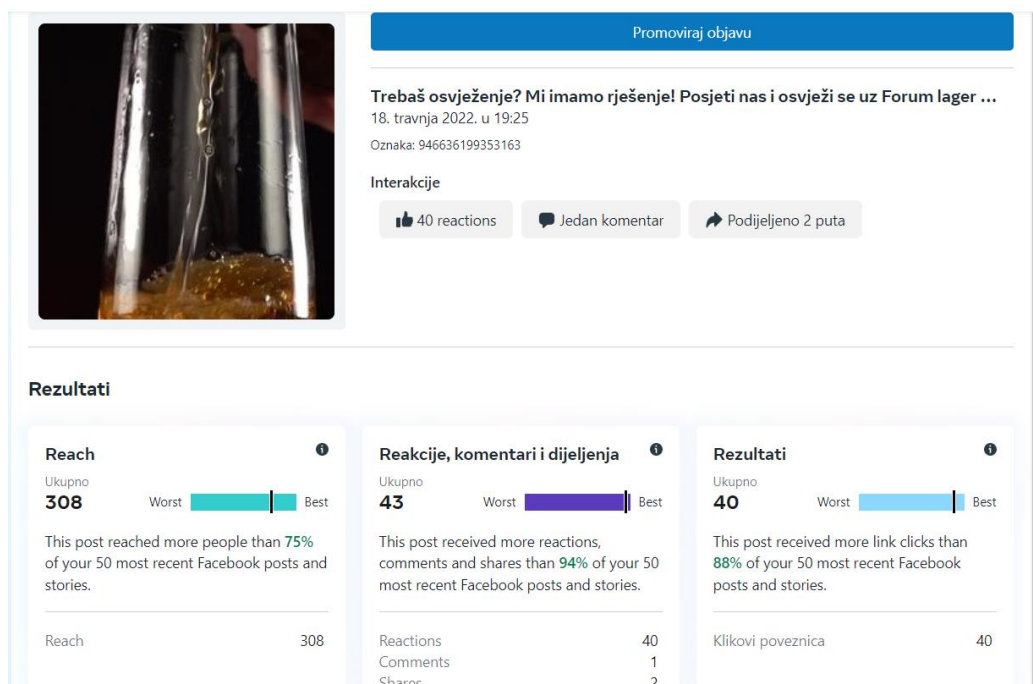 Promoviraj objavu
Trebaš osvježenje? Mi imamo rješenje! Posjeti nas i osvježi se uz Forum lager ...
18. travnja 2022. u 19:25
Oznaka: 946636199353163
Interakcije
40 reactions
Jedan komentar
Podijeljeno 2 puta
Rezultati
Reach
Ukupno
308
Worst
Best
This post reached more people than 75%
of your 50 most recent Facebook posts and
stories.
Reach 308
Reakcije, komentari i dijeljenja
Ukupno
43
Worst
Best
This post received more reactions,
comments and shares than 94% of your 50
most recent Facebook posts and stories.
Reactions 40
Comments 1
Shares 2
Rezultati
Ukupno
40
Worst
Best
This post received more link clicks than
88% of your 50 most recent Facebook
posts and stories.
Klikovi poveznica 40